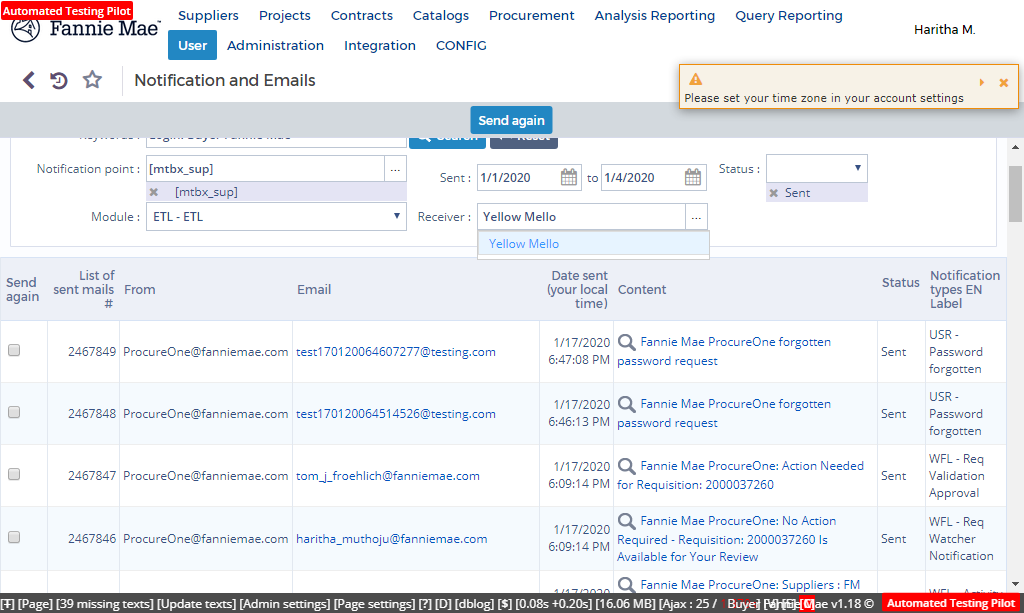 Automated Testing Pilot
Fannie Mae
Suppliers Projects Contracts Catalogs Procurement Analysis Reporting Query Reporting
User Administration Integration CONFIG
Haritha M.
Notification and Emails
Please set your time zone in your account settings
Send again
Notification point : [mtbx_sup] ...
[mtbx_sup]
Sent : 1/1/2020 to 1/4/2020
Status :
Sent
Module : ETL - ETL
Receiver : Yellow Mello ...
Yellow Mello
Send again
List of sent mails #
From
Email
Date sent (your local time)
Content
Status
Notification types EN Label
2467849 ProcureOne@fanniemae.com test170120064607277@testing.com 1/17/2020 6:47:08 PM Fannie Mae ProcureOne forgotten password request Sent USR - Password forgotten
2467848 ProcureOne@fanniemae.com test170120064514526@testing.com 1/17/2020 6:46:13 PM Fannie Mae ProcureOne forgotten password request Sent USR - Password forgotten
2467847 ProcureOne@fanniemae.com tom_j_froehlich@fanniemae.com 1/17/2020 6:09:14 PM Fannie Mae ProcureOne: Action Needed for Requisition: 2000037260 Sent WFL - Req Validation Approval
2467846 ProcureOne@fanniemae.com haritha_muthoju@fanniemae.com 1/17/2020 6:09:14 PM Fannie Mae ProcureOne: No Action Required - Requisition: 2000037260 Is Available for Your Review Sent WFL - Req Watcher Notification
1/17/2020 Fannie Mae ProcureOne: Suppliers : FM WFL - Activity
[Page] [39 missing texts] [Update texts] [Admin settings] [Page settings] [?] [D] [dblog] [$] [0.08s +0.20s] [16.06 MB] [Ajax : 25 / Buyer Mae v1.18 ©
Automated Testing Pilot